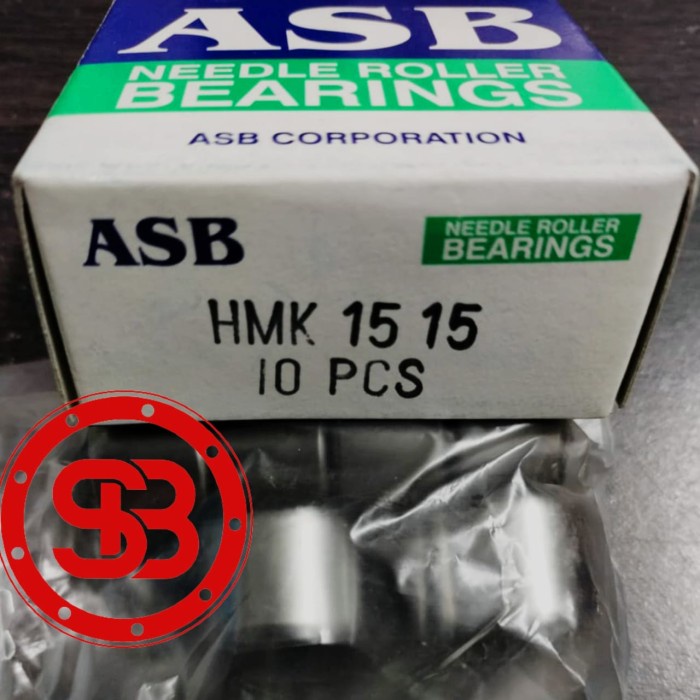 ASB
NEEDLE ROLLER
BEARINGS
ASB CORPORATION
ASB
NEEDLE ROLLER
BEARINGS
HMK 15 15
10 PCS
SB